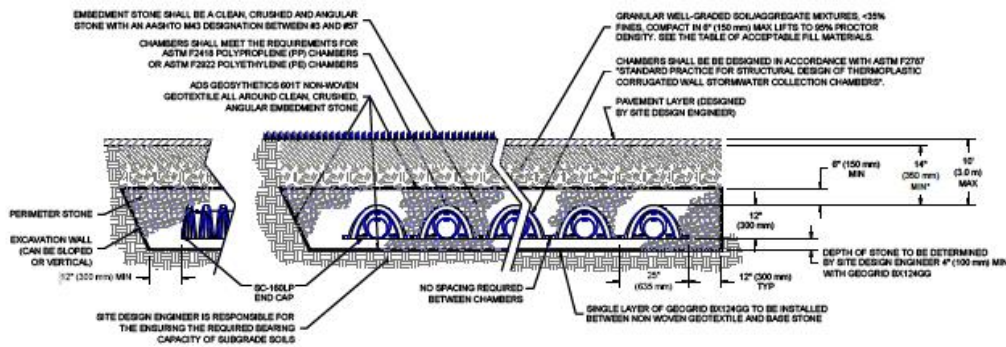 EMBEDMENT STONE SHALL BE A CLEAN, CRUSHED AND ANGULAR
STONE WITH AN AASHTO M43 DESIGNATION BETWEEN #3 AND #57
CHAMBERS SHALL MEET THE REQUIREMENTS FOR
ASTM F2418 POLYPROPLENE (PP) CHAMBERS
OR ASTM F2922 POLYETHYLENE (PE) CHAMBERS
ADS GEOSYTHETICS 601T NON-WOVEN
GEOTEXTILE ALL AROUND CLEAN, CRUSHED,
ANGULAR EMBEDMENT STONE
GRANULAR WELL-GRADED SOIL/AGGREGATE MIXTURES, <35%
FINES, COMPACT IN 6" (150 mm) MAX LIFTS TO 95% PROCTOR
DENSITY. SEE THE TABLE OF ACCEPTABLE FILL MATERIALS.
CHAMBERS SHALL BE BE DESIGNED IN ACCORDANCE WITH ASTM F2787
"STANDARD PRACTICE FOR STRUCTURAL DESIGN OF THERMOPLASTIC
CORRUGATED WALL STORMWATER COLLECTION CHAMBERS".
PAVEMENT LAYER (DESIGNED
BY SITE DESIGN ENGINEER)
6" (150 mm)
MIN
14"
(350 mm)
MIN*
10'
(3.0 m)
MAX
12"
(300 mm)
PERIMETER STONE
EXCAVATION WALL
(CAN BE SLOPED
OR VERTICAL)
12" (300 mm) MIN
SC-160LP
END CAP
NO SPACING REQUIRED
BETWEEN CHAMBERS
25"
(635 mm)
12" (300 mm)
TYP
DEPTH OF STONE TO BE DETERMINED
BY SITE DESIGN ENGINEER 4" (100 mm) MIN
WITH GEOGRID BX124GG
SITE DESIGN ENGINEER IS RESPONSIBLE FOR
THE ENSURING THE REQUIRED BEARING
CAPACITY OF SUBGRADE SOILS
SINGLE LAYER OF GEOGRID BX124GG TO BE INSTALLED
BETWEEN NON WOVEN GEOTEXTILE AND BASE STONE